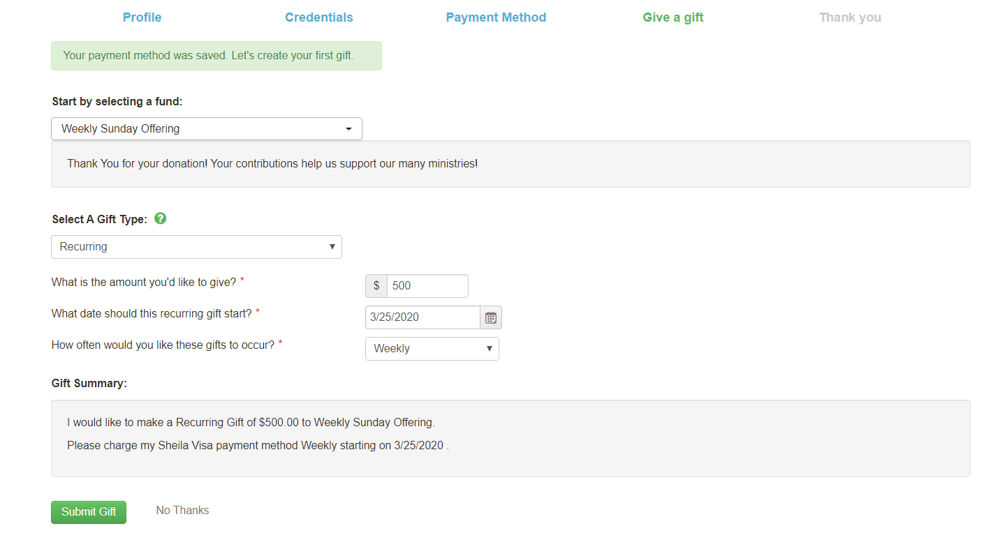 Profile Credentials Payment Method Give a gift Thank you
Your payment method was saved. Let's create your first gift.
Start by selecting a fund:
Weekly Sunday Offering
Thank You for your donation! Your contributions help us support our many ministries!
Select A Gift Type: ?
Recurring
What is the amount you'd like to give? * $ 500
What date should this recurring gift start? * 3/25/2020
How often would you like these gifts to occur? * Weekly
Gift Summary:
I would like to make a Recurring Gift of $500.00 to Weekly Sunday Offering.
Please charge my Sheila Visa payment method Weekly starting on 3/25/2020 .
Submit Gift No Thanks